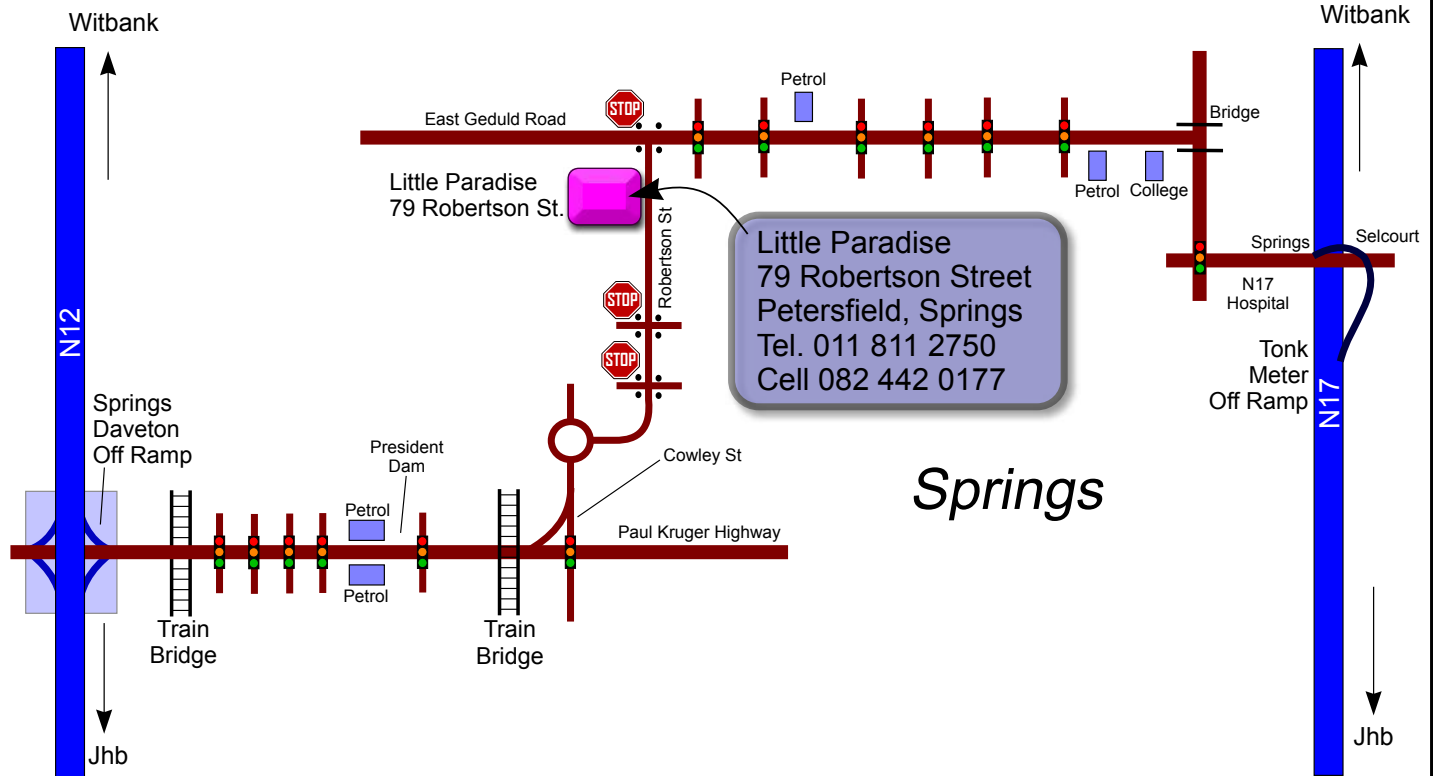 Witbank
Witbank
Petrol
STOP
East Geduld Road
Bridge
Little Paradise
79 Robertson St.
Petrol
College
Robertson St
Little Paradise
79 Robertson Street
Petersfield, Springs
Tel. 011 811 2750
Cell 082 442 0177
Springs
Selcourt
N17
Hospital
STOP
STOP
N12
Tonk
Meter
Off Ramp
N17
Springs
Daveton
Off Ramp
President
Dam
Cowley St
Springs
Petrol
Paul Kruger Highway
Petrol
Train
Bridge
Train
Bridge
Jhb
Jhb